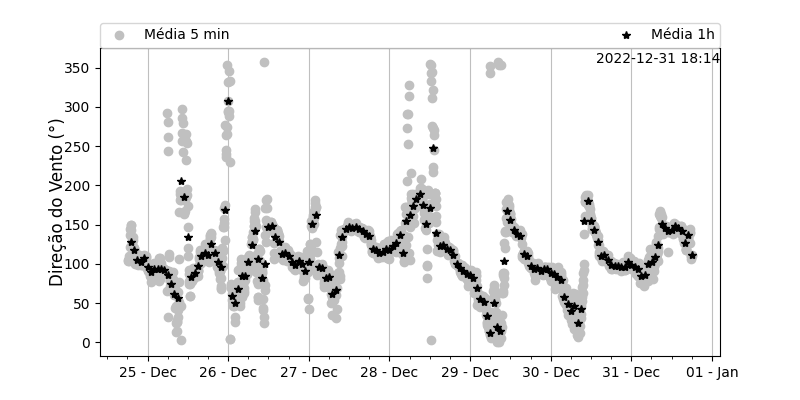 Média 5 min
Média 1h
2022-12-31 18:14
Direção do Vento (°)
350
300
250
200
150
100
50
0
25 - Dec
26 - Dec
27 - Dec
28 - Dec
29 - Dec
30 - Dec
31 - Dec
01 - Jan